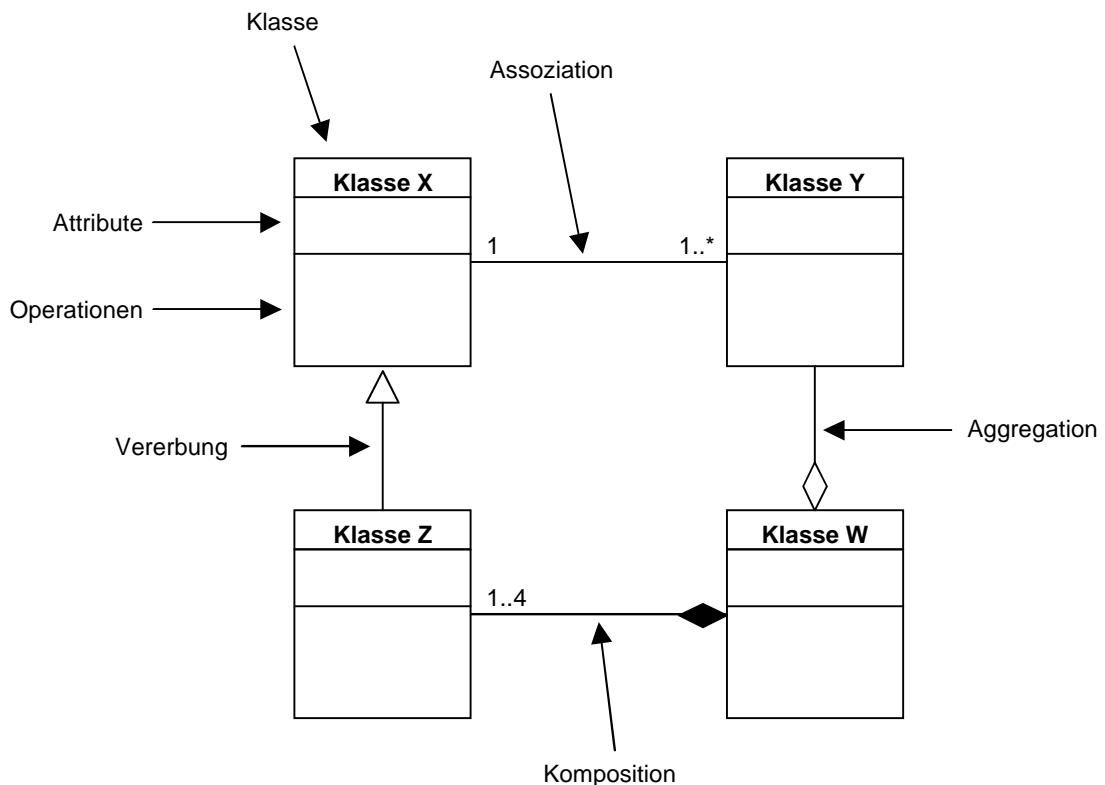 Klasse
Assoziation
Klasse X
Klasse Y
Attribute
1
1..*
Operationen
Vererbung
Aggregation
Klasse Z
Klasse W
1..4
Komposition